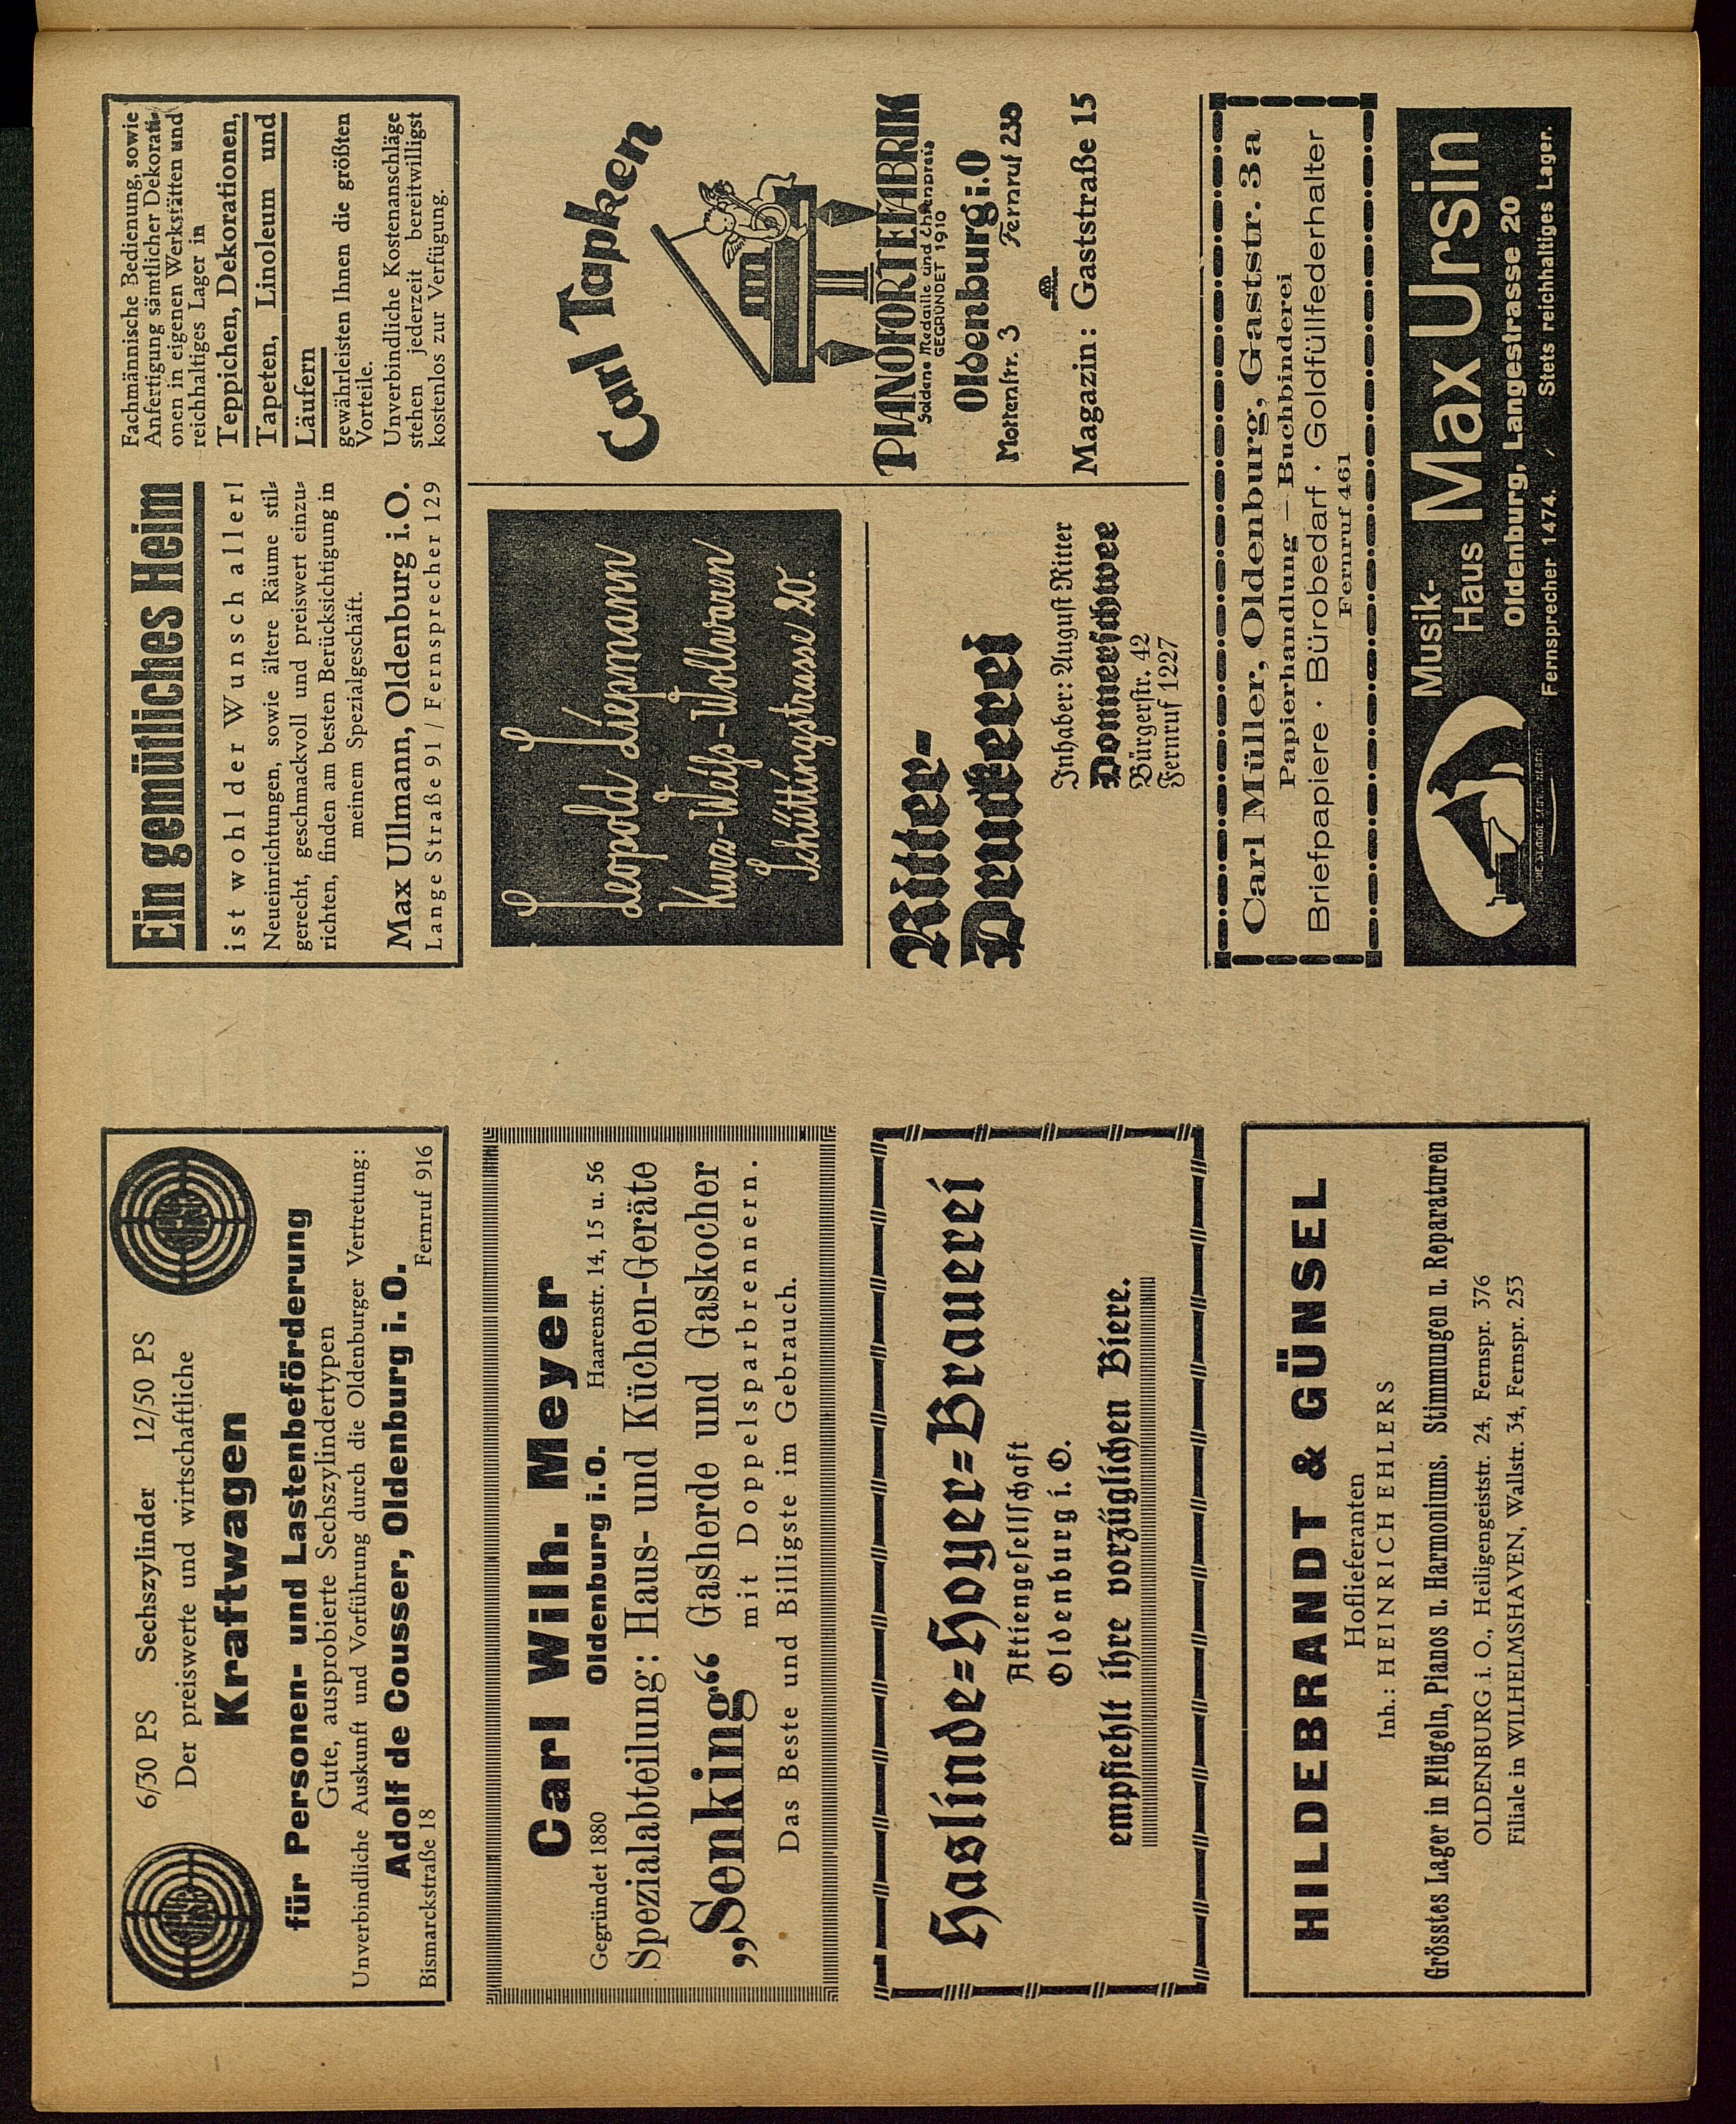 6/30 PS Sechszylinder 12/50 PS
Der preiswerte und wirtschaftliche
Kraftwagen
für Personen- und Lastenbeförderung
Gute, ausprobierte Sechszylindertypen
Unverbindliche Auskunft und Vorführung durch die Oldenburger Vertretung:
Adolf de Cousser, Oldenburg i. O.
Bismarckstraße 18 Fernruf 916
Carl Wilh. Meyer
Gegründet 1880 Oldenburg i.O. Haarenstr. 14, 15 u. 56
Spezialabteilung: Haus- und Küchen-Geräte
„Senking“ Gasherde und Gaskocher
mit Doppelsparbrennern.
Das Beste und Billigste im Gebrauch.
Haslinde=Hoyer=Brauerei
Aktiengesellschaft
Oldenburg i. O.
empfiehlt ihre vorzüglichen Biere.
HILDEBRANDT & GÜNSEL
Hoflieferanten
Inh.: HEINRICH EHLERS
Grösstes Lager in Flügeln, Pianos u. Harmoniums. Stimmungen u. Reparaturen
OLDENBURG i. O., Heiligengeiststr. 24, Fernspr. 376
Filiale in WILHELMSHAVEN, Wallstr. 34, Fernspr. 253
Ein gemütliches Heim
ist wohl der Wunsch aller!
Neueinrichtungen, sowie ältere Räume stil=
gerecht, geschmackvoll und preiswert einzu=
richten, finden am besten Berücksichtigung in
meinem Spezialgeschäft.
Max Ullmann, Oldenburg i. O.
Lange Straße 91 / Fernsprecher 129
Fachmännische Bedienung, sowie
Anfertigung sämtlicher Dekorati=
onen in eigenen Werkstätten und
reichhaltiges Lager in
Teppichen, Dekorationen,
Tapeten, Linoleum und
Läufern
gewährleisten Ihnen die größten
Vorteile.
Unverbindliche Kostenanschläge
stehen jederzeit bereitwilligst
kostenlos zur Verfügung.
Leopold Liepmann
Kurz-Weiß-Wollwaren
Schüttingstrasse 20.
Carl Tapken
PIANOFORTEFABRIK
Goldene Medaille und Ehrenpreis
GEGRÜNDET 1910
Oldenburg i.O
Mottenstr. 3 Fernruf 238
Magazin: Gaststraße 15
Ritter-
Druckerei
Inhaber: August Ritter
Donnerschwee
Bürgerstr. 42
Fernruf 1227
Carl Müller, Oldenburg, Gaststr. 3a
Papierhandlung — Buchbinderei
Briefpapiere · Bürobedarf · Goldfüllfederhalter
Fernruf 461
Musik-
Haus Max Ursin
Oldenburg, Langestrasse 20
Fernsprecher 1474. / Stets reichhaltiges Lager.